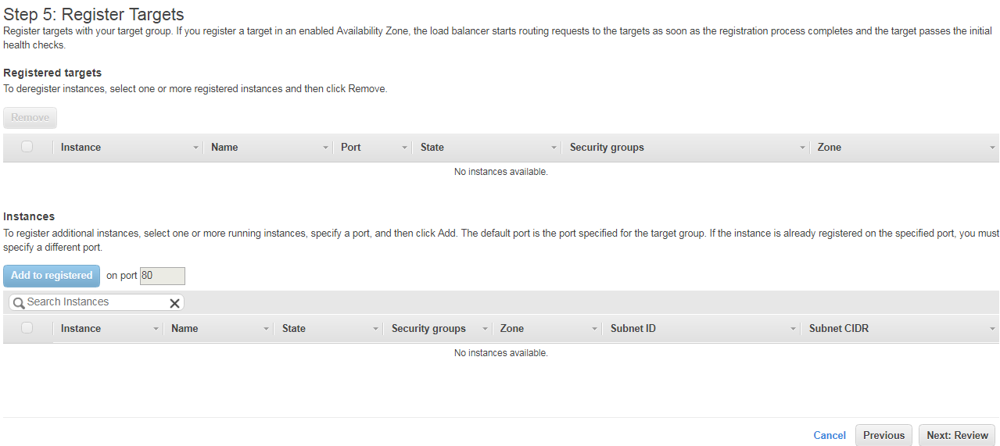 Step 5: Register Targets
Register targets with your target group. If you register a target in an enabled Availability Zone, the load balancer starts routing requests to the targets as soon as the registration process completes and the target passes the initial
health checks.
Registered targets
To deregister instances, select one or more registered instances and then click Remove.
Remove
Instance Name Port State Security groups Zone
No instances available.
Instances
To register additional instances, select one or more running instances, specify a port, and then click Add. The default port is the port specified for the target group. If the instance is already registered on the specified port, you must
specify a different port.
Add to registered on port 80
Search Instances
Instance Name State Security groups Zone Subnet ID Subnet CIDR
No instances available.
Cancel Previous Next: Review